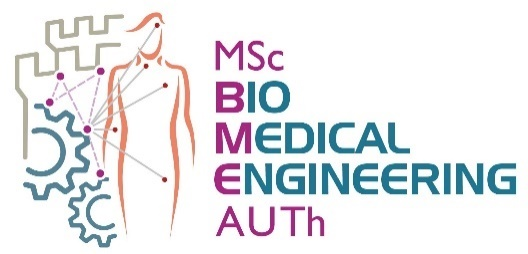 MSc
BIO
MEDICAL
ENGINEERING
AUTh